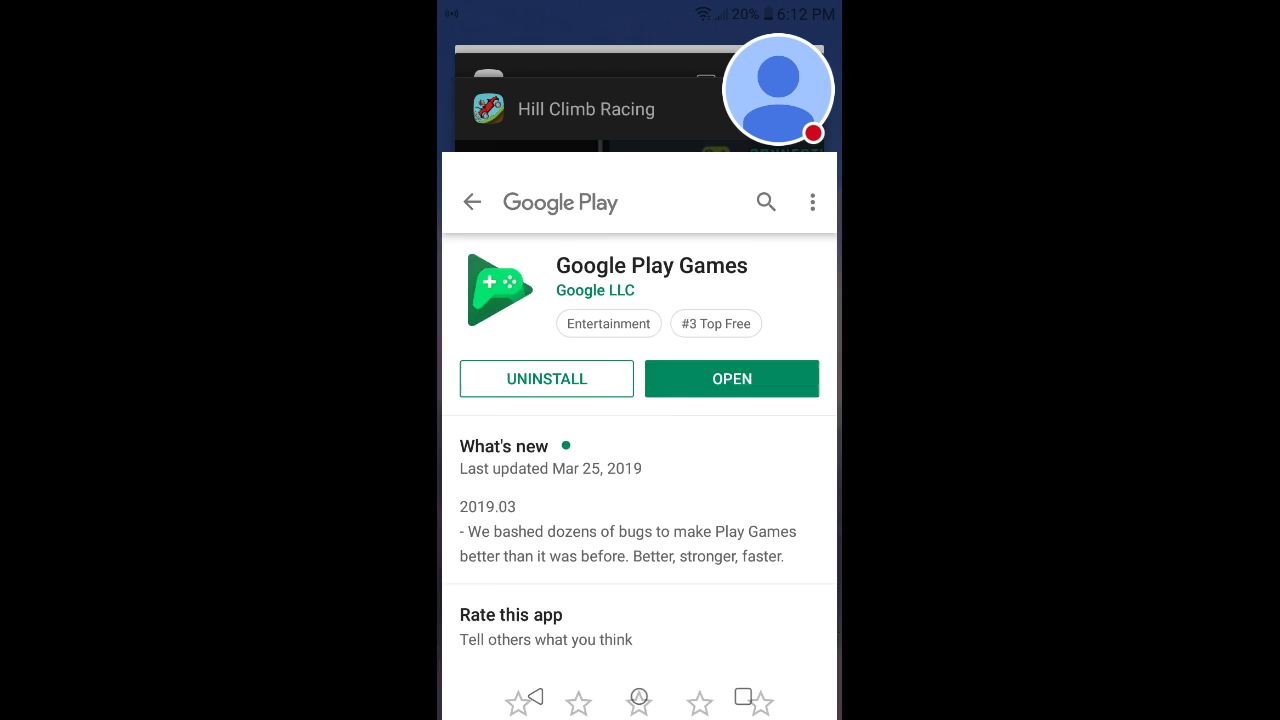 20% 6:12 PM
Hill Climb Racing
Google Play
Google Play Games
Google LLC
Entertainment
#3 Top Free
UNINSTALL
OPEN
What's new
Last updated Mar 25, 2019
2019.03
- We bashed dozens of bugs to make Play Games
better than it was before. Better, stronger, faster.
Rate this app
Tell others what you think